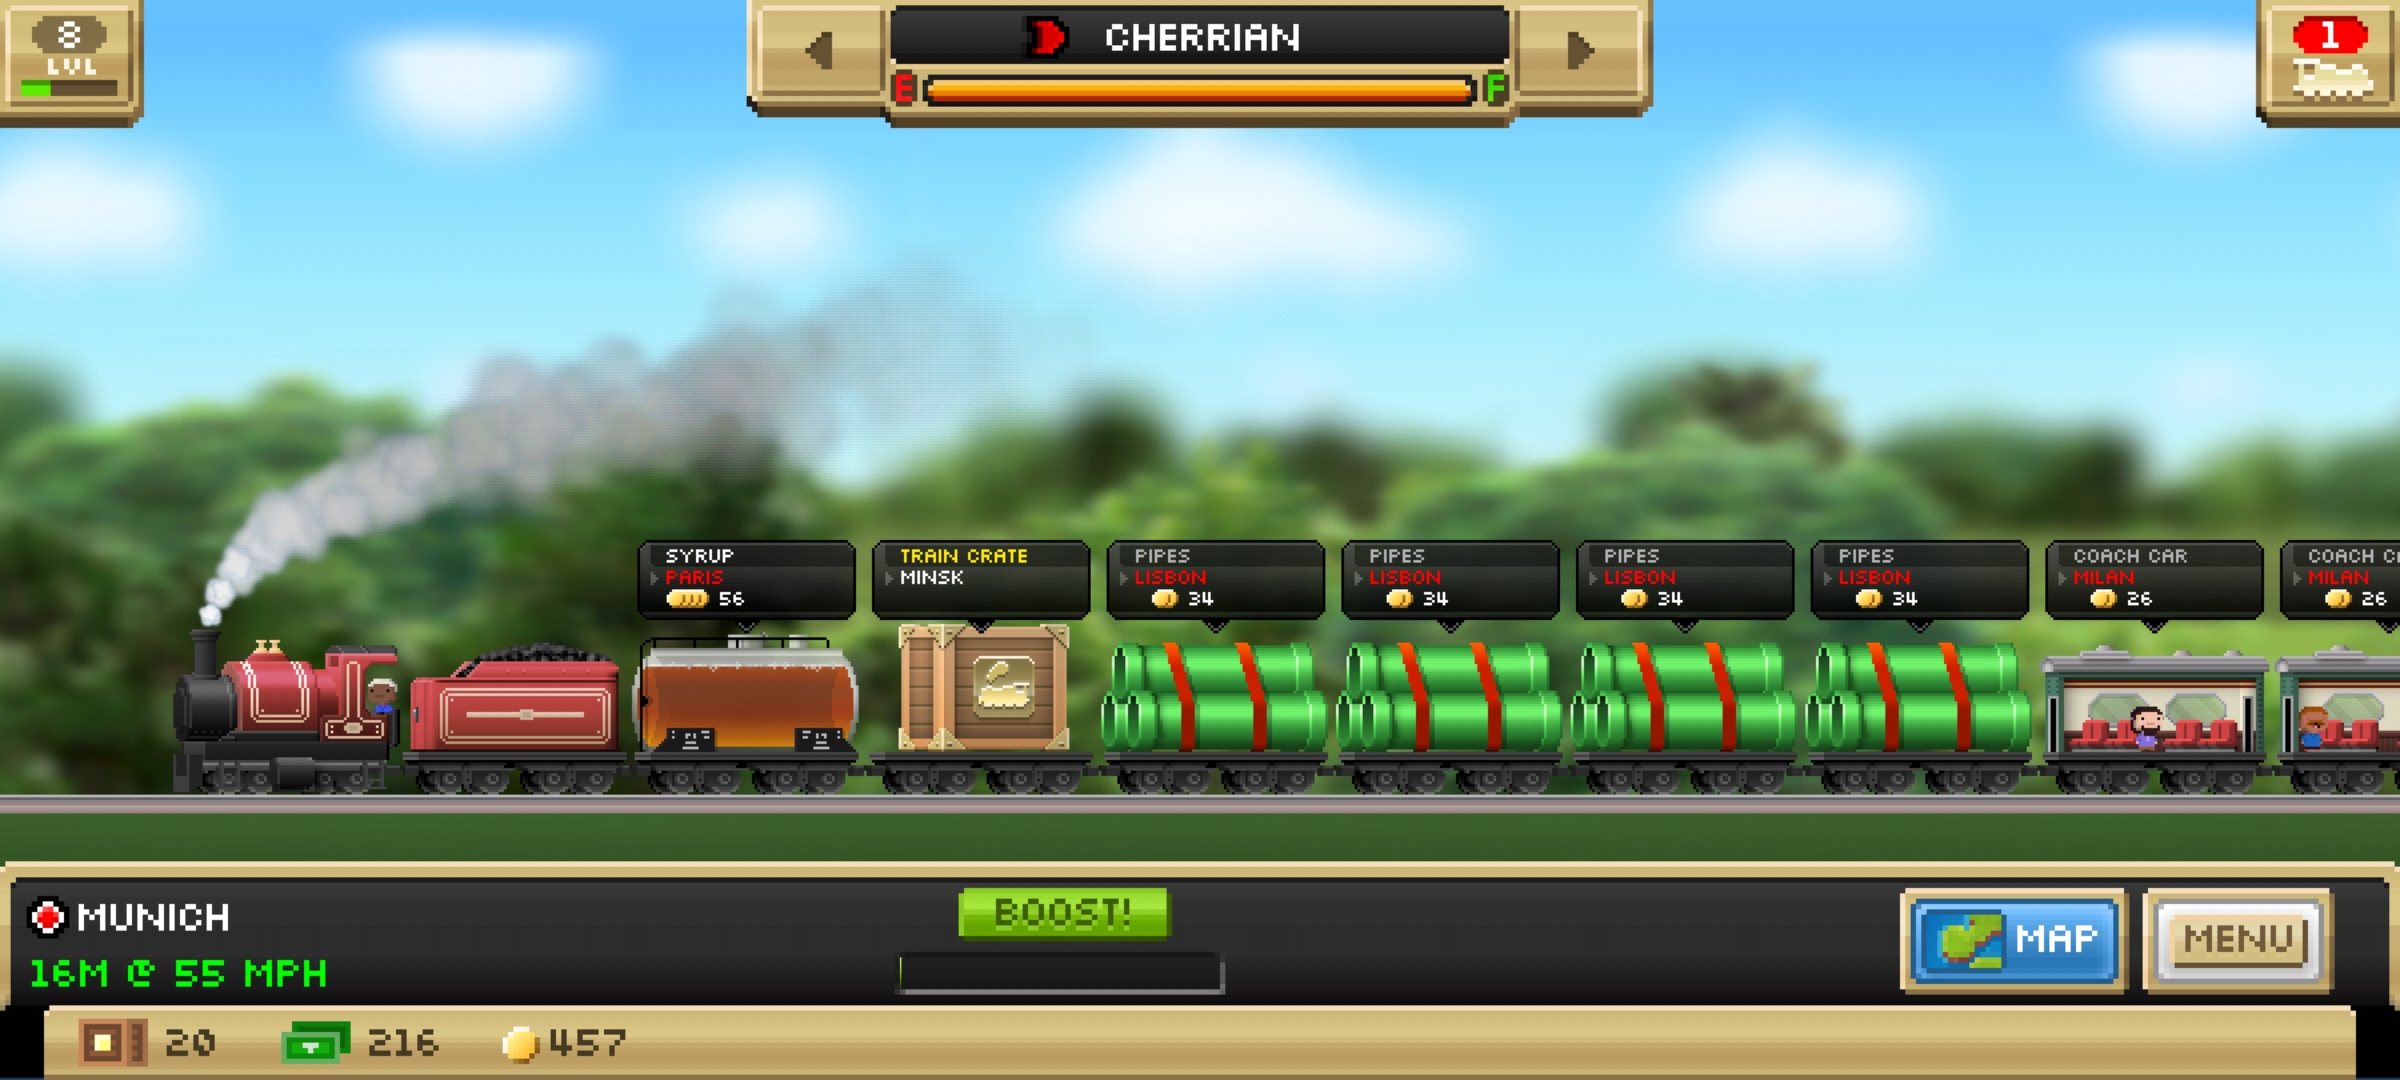 8
LVL
CHERRIAN
E F
1
SYRUP
PARIS
56
TRAIN CRATE
MINSK
PIPES
LISBON
34
PIPES
LISBON
34
PIPES
LISBON
34
PIPES
LISBON
34
COACH CAR
MILAN
26
COACH
MILAN
26
MUNICH
16M @ 55 MPH
BOOST!
MAP
MENU
20
216
457